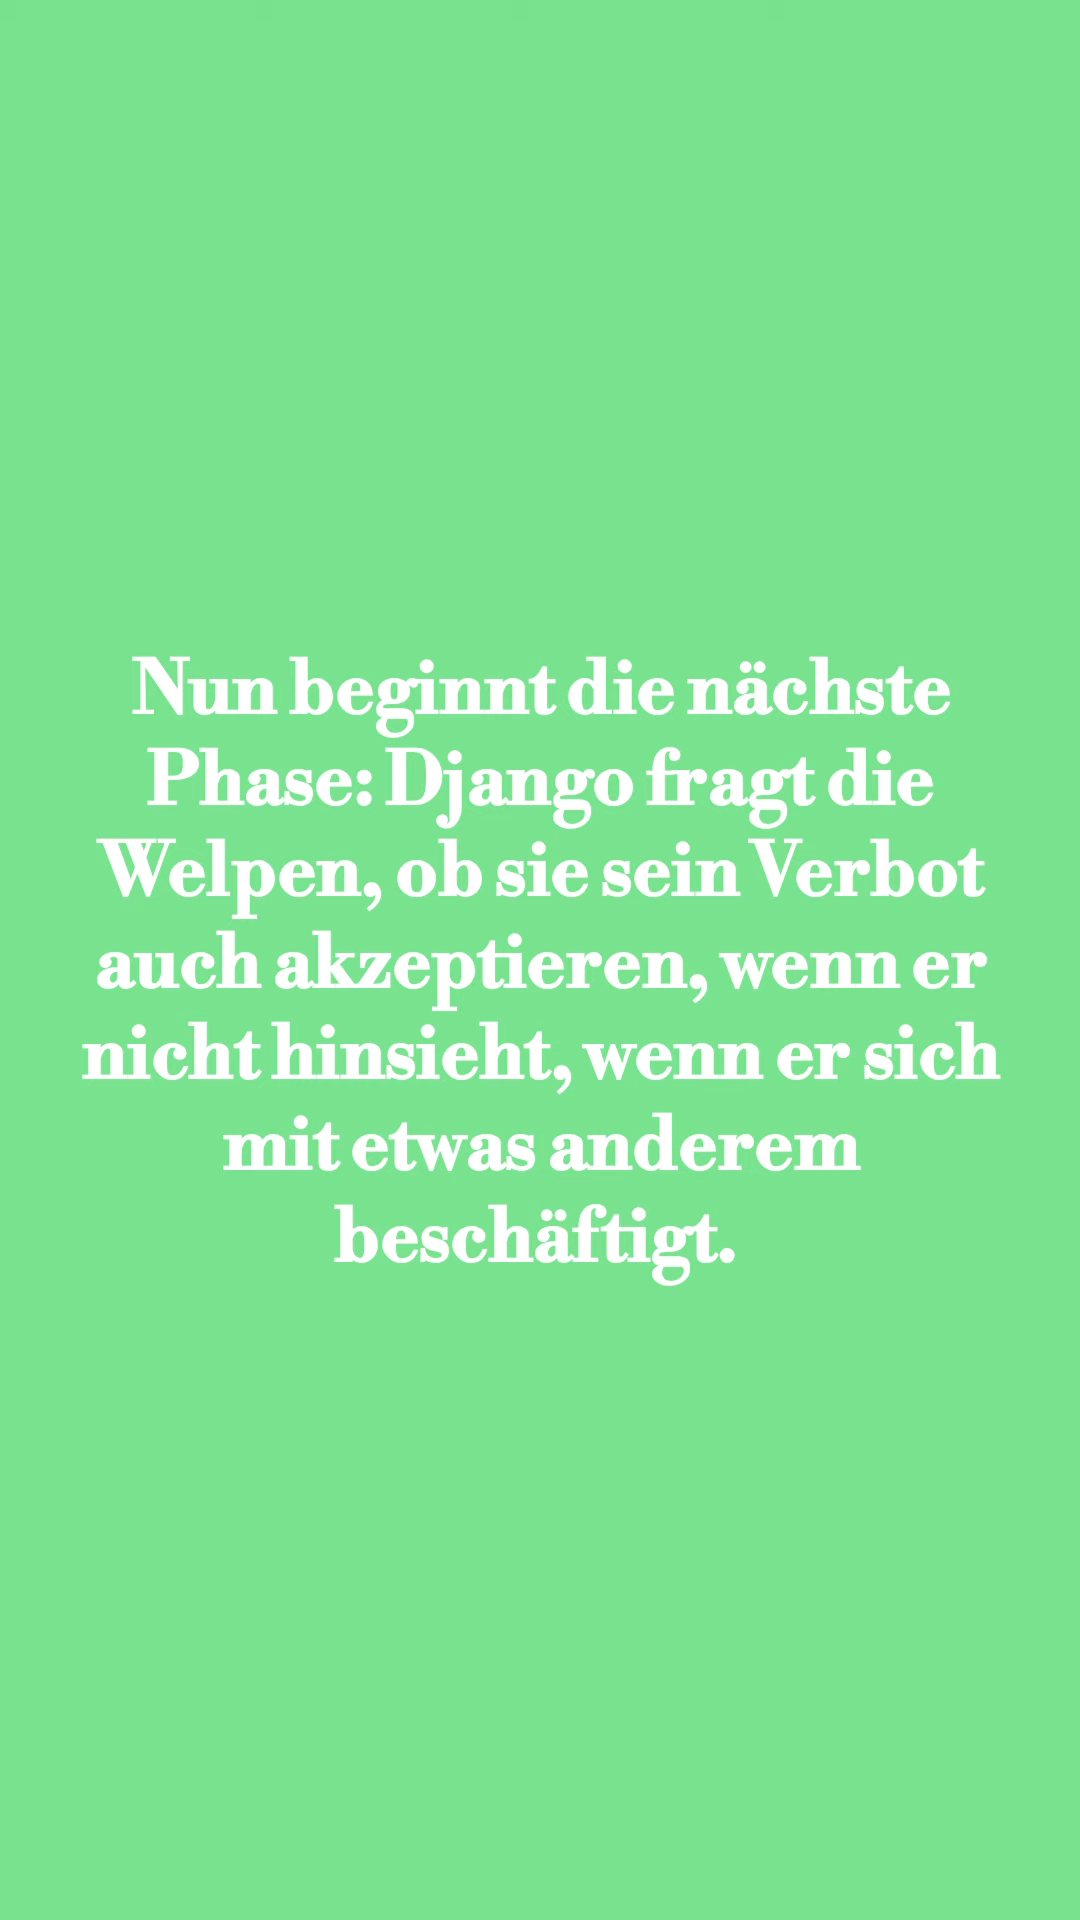 Nun beginnt die nächste
Phase: Django fragt die
Welpen, ob sie sein Verbot
auch akzeptieren, wenn er
nicht hinsieht, wenn er sich
mit etwas anderem
beschäftigt.